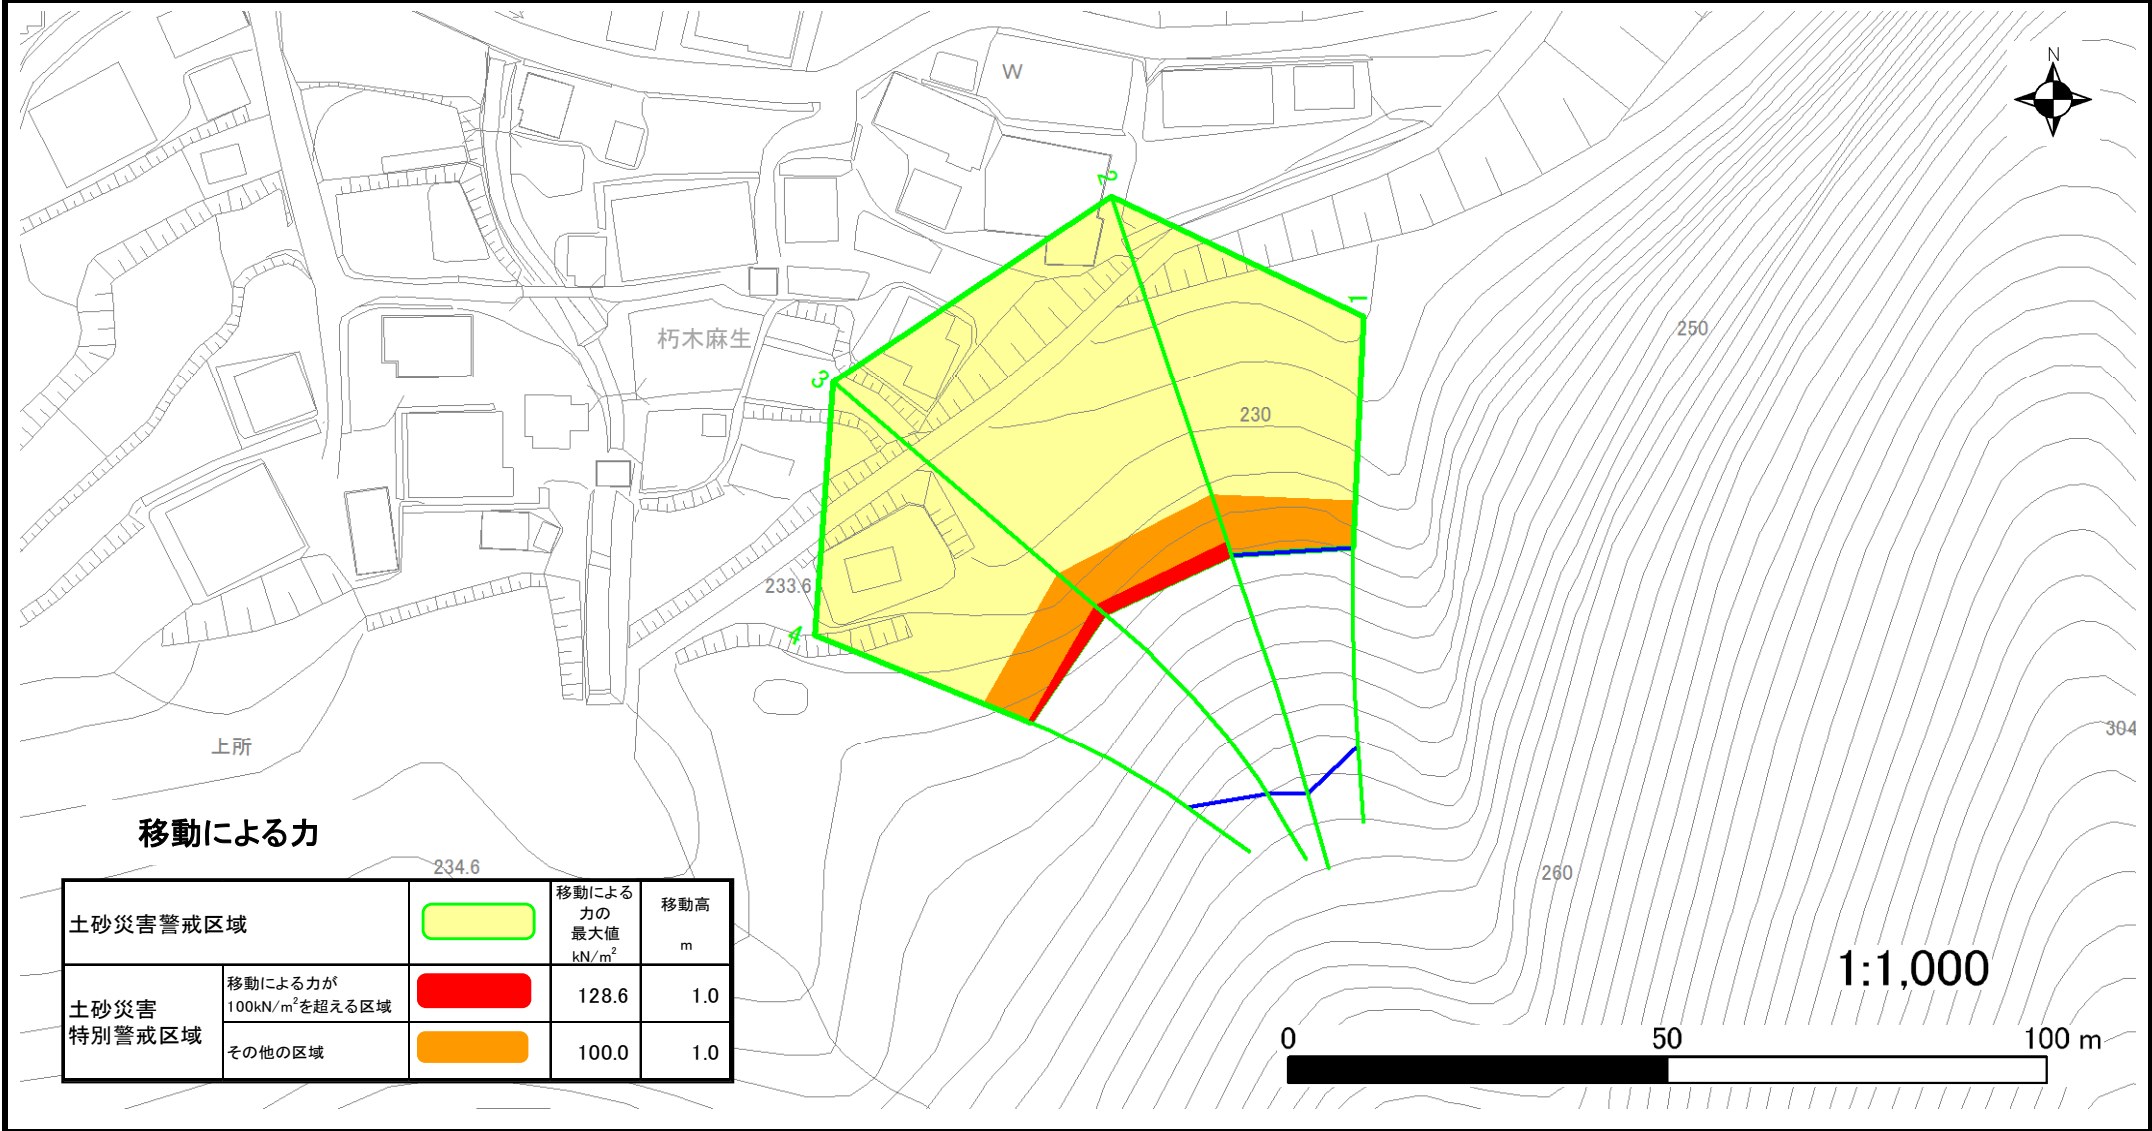 N
W
2
1
250
朽木麻生
3
230
233.6
4
304
上所
移動による力
234.6
260
土砂災害警戒区域
移動による
力の
最大値
kN/m²
移動高
m
土砂災害
特別警戒区域
移動による力が
100kN/m²を超える区域
128.6
1.0
その他の区域
100.0
1.0
1:1,000
0
50
100 m